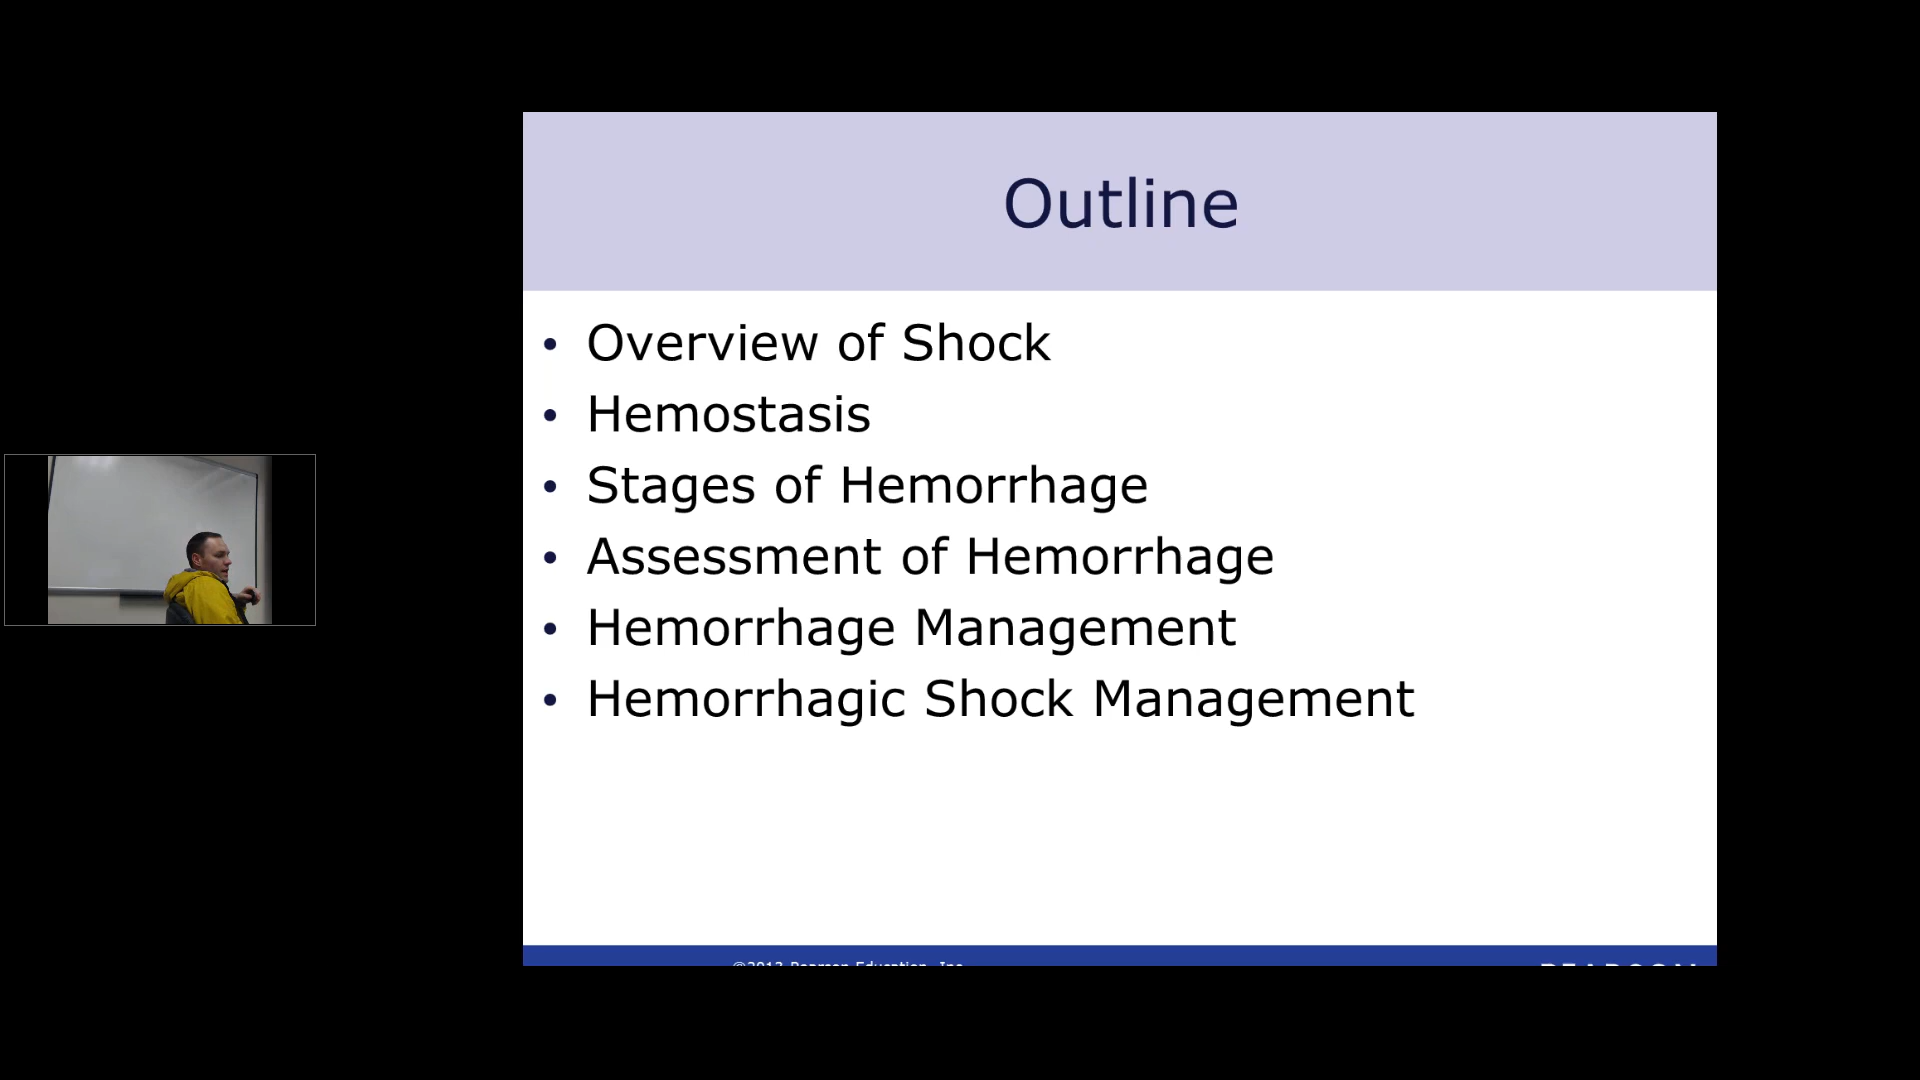 Outline
• Overview of Shock
• Hemostasis
• Stages of Hemorrhage
• Assessment of Hemorrhage
• Hemorrhage Management
• Hemorrhagic Shock Management